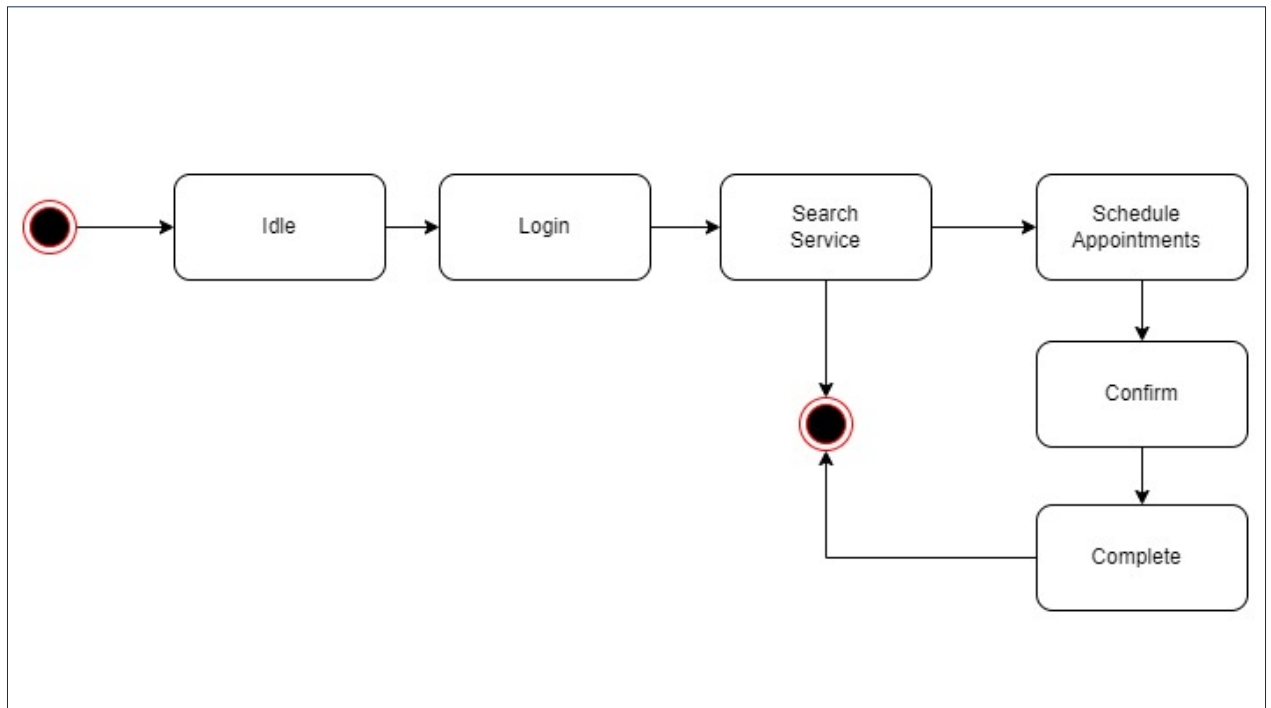 Idle
Login
Search
Service
Schedule
Appointments
Confirm
Complete